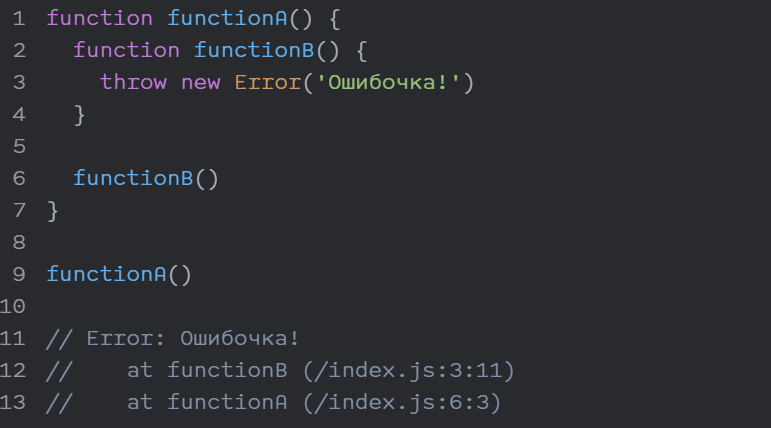 1 function functionA() {
2   function functionB() {
3     throw new Error('Ошибочка!')
4   }
5
6   functionB()
7 }
8
9 functionA()
10
11 // Error: Ошибочка!
12 //    at functionB (/index.js:3:11)
13 //    at functionA (/index.js:6:3)